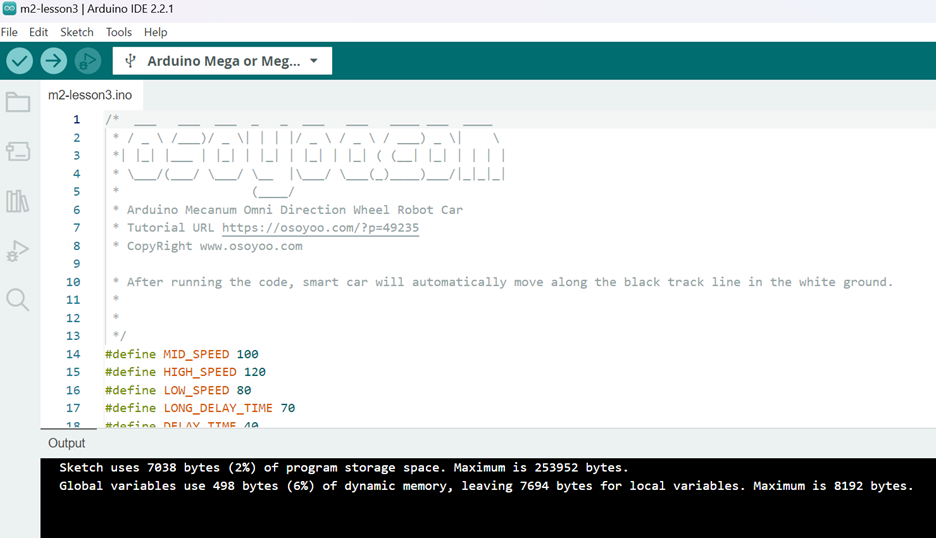 m2-lesson3 | Arduino IDE 2.2.1
File Edit Sketch Tools Help
Arduino Mega or Meg...
m2-lesson3.ino
1 /*  ___   ___  ___  _   _  ___   ___   ____ ___  ____
2  * / _ \ /___)/ _ \| | | |/ _ \ / _ \ / ___) _ \|    \
3  *| |_| |___ | |_| | |_| | |_| | |_| ( (__| |_| | | | |
4  * \___/(___/ \___/ \__  |\___/ \___(_)____)___/|_|_|_|
5  *                  (____/
6  * Arduino Mecanum Omni Direction Wheel Robot Car
7  * Tutorial URL https://osoyoo.com/?p=49235
8  * CopyRight www.osoyoo.com
9
10  * After running the code, smart car will automatically move along the black track line in the white ground.
11  *
12  *
13  */
14 #define MID_SPEED 100
15 #define HIGH_SPEED 120
16 #define LOW_SPEED 80
17 #define LONG_DELAY_TIME 70
18 #define DELAY_TIME 40
Output
Sketch uses 7038 bytes (2%) of program storage space. Maximum is 253952 bytes.
Global variables use 498 bytes (6%) of dynamic memory, leaving 7694 bytes for local variables. Maximum is 8192 bytes.